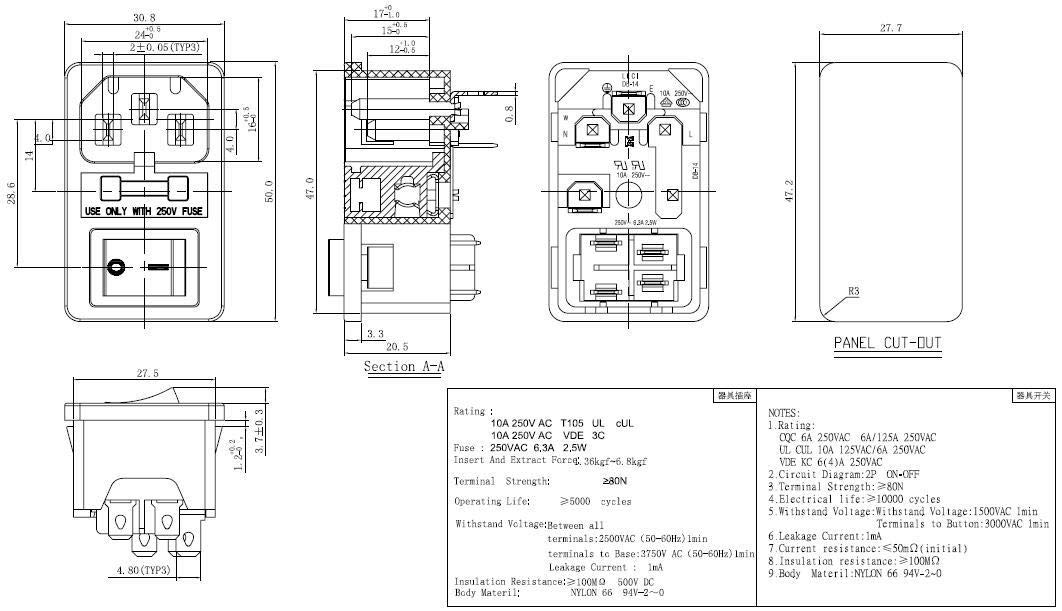 30.8
24 +0.5 -0
2±0.05(TYP3)
4.0
14
28.6
4.0
16 +0.5 -0
50.0
USE ONLY WITH 250V FUSE
17 0 -1.0
15 +0.5 -0
12 +1.0 -0.5
0.8
47.0
3.3
20.5
Section A-A
DB-14
10A 250V~
E
W
N
L
10A 250V~
DB-14
250V~ 6,3A 2,5W
27.7
47.2
R3
PANEL CUT-OUT
27.5
1.2 +0.2 -0
3.7±0.3
4.80(TYP3)
器具插座
Rating :
10A 250V AC T105 UL cUL
10A 250V AC VDE 3C
Fuse : 250VAC 6,3A 2,5W
Insert And Extract Force: .36kgf~6.8kgf
Terminal Strength: ≥80N
Operating Life: ≥5000 cycles
Withstand Voltage:Between all
terminals:2500VAC (50-60Hz)1min
terminals to Base:3750V AC (50-60Hz)1min
Leakage Current : 1mA
Insulation Resistance:≥100MΩ 500V DC
Body Materil: NYLON 66 94V-2~0
器具开关
NOTES:
1.Rating:
CQC 6A 250VAC 6A/125A 250VAC
UL CUL 10A 125VAC/6A 250VAC
VDE KC 6(4)A 250VAC
2.Circuit Diagram:2P ON-OFF
3.Terminal Strength:≥80N
4.Electrical life:≥10000 cycles
5.Withstand Voltage:Withstand Voltage:1500VAC 1min
Terminals to Button:3000VAC 1min
6.Leakage Current:1mA
7.Current resistance:≤50mΩ(initial)
8.Insulation resistance:≥100MΩ
9.Body Materil:NYLON 66 94V-2~0